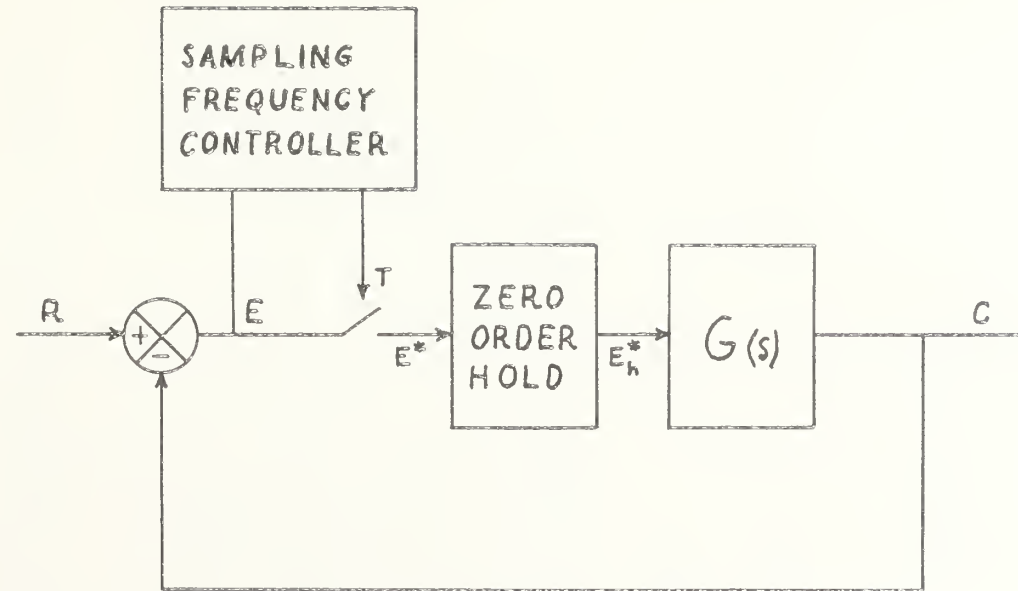 SAMPLING
FREQUENCY
CONTROLLER
R
+
-
E
T
E*
ZERO
ORDER
HOLD
E*h
G(s)
C